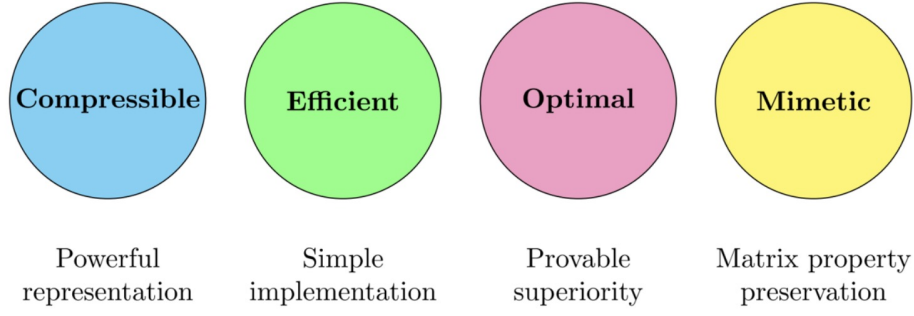 Compressible
Efficient
Optimal
Mimetic
Powerful
representation
Simple
implementation
Provable
superiority
Matrix property
preservation